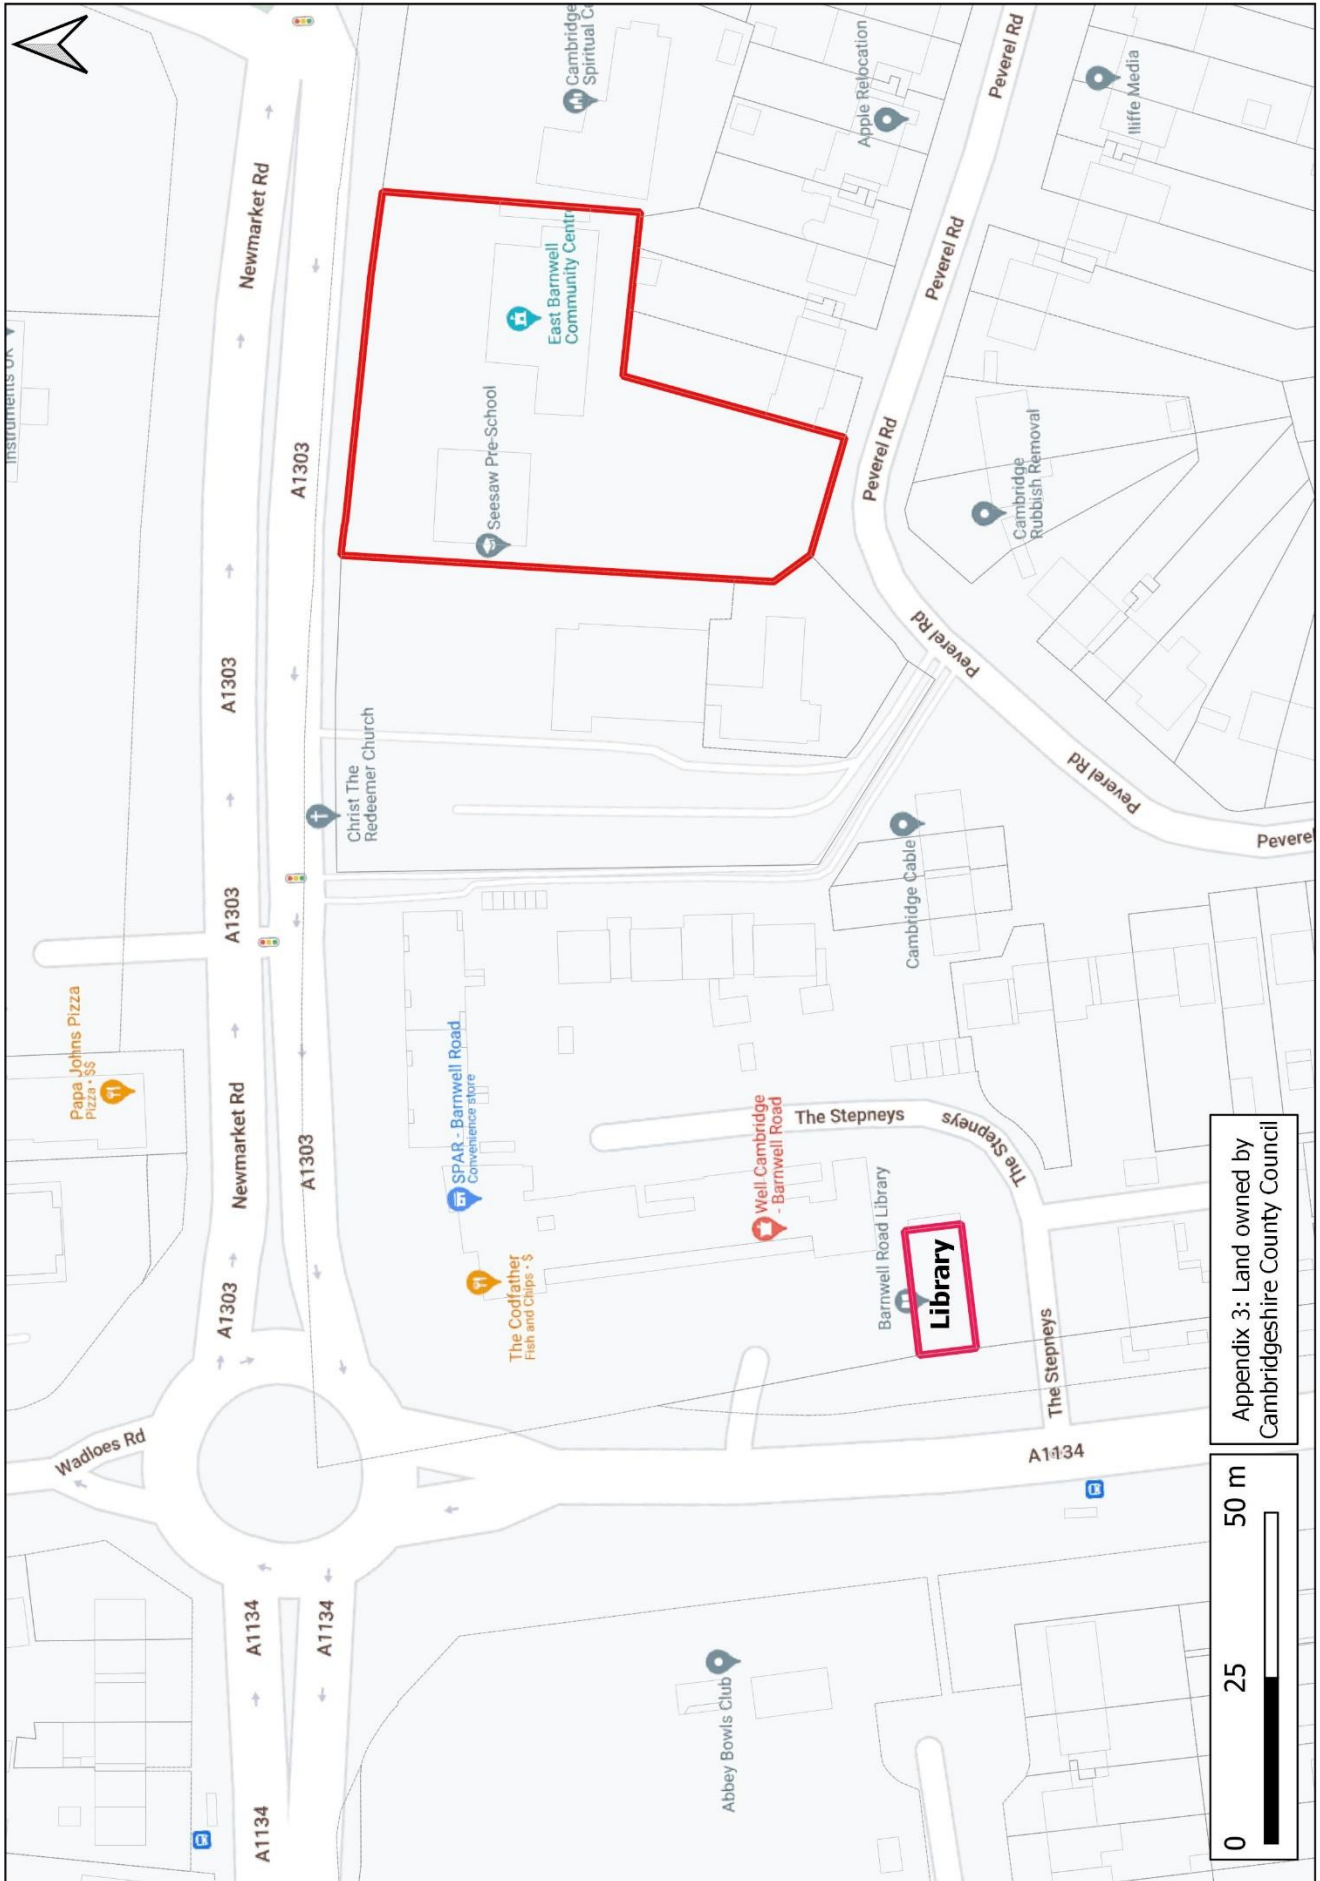 Instruments UK
Papa Johns Pizza
Pizza • $$
Wadloes Rd
A1134
A1134
A1134
A1303
Newmarket Rd
A1303
A1303
Newmarket Rd
A1303
A1303
Christ The
Redeemer Church
SPAR - Barnwell Road
Convenience store
The Codfather
Fish and Chips • $
Seesaw Pre-School
East Barnwell
Community Centr
Cambridge
Spiritual C
Abbey Bowls Club
Well Cambridge
- Barnwell Road
The Stepneys
The Stepneys
The Stepneys
Barnwell Road Library
Library
Cambridge Cable
Apple Relocation
Peverel Rd
Peverel Rd
Peverel Rd
Peverel Rd
Peverel Rd
Pevere
Cambridge
Rubbish Removal
Iliffe Media
A1134
0 25 50 m
Appendix 3: Land owned by
Cambridgeshire County Council